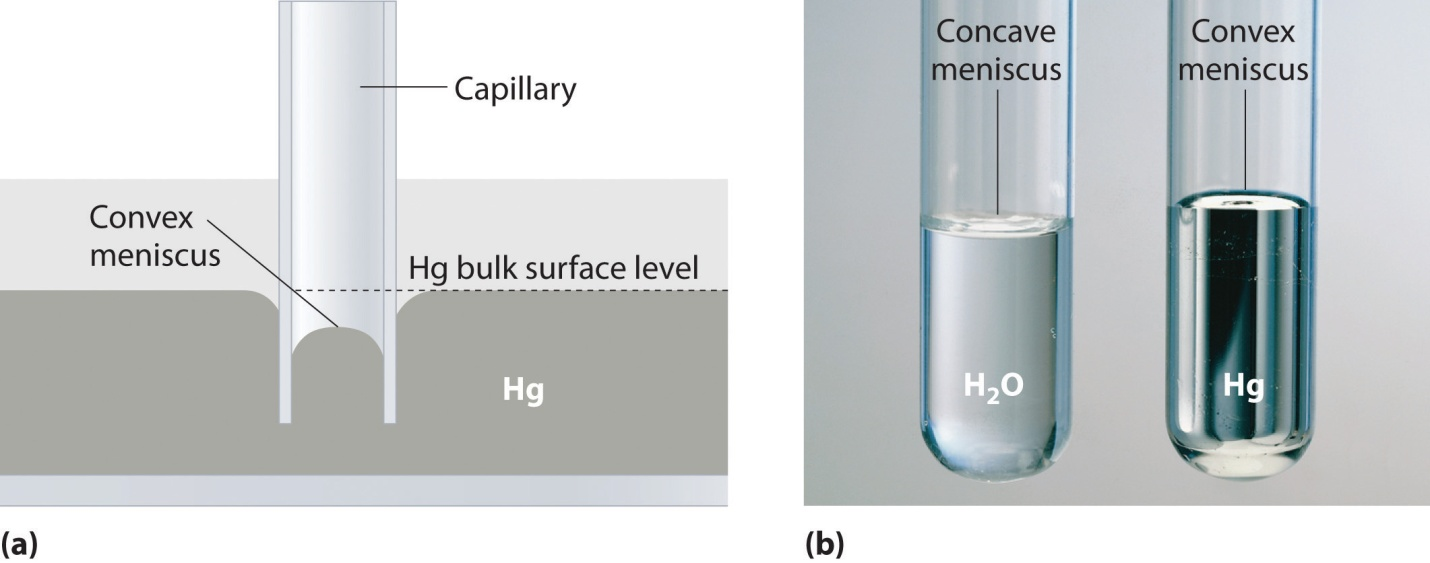 Capillary
Convex
meniscus
Hg bulk surface level
Hg
(a)
Concave
meniscus
Convex
meniscus
H₂O
Hg
(b)